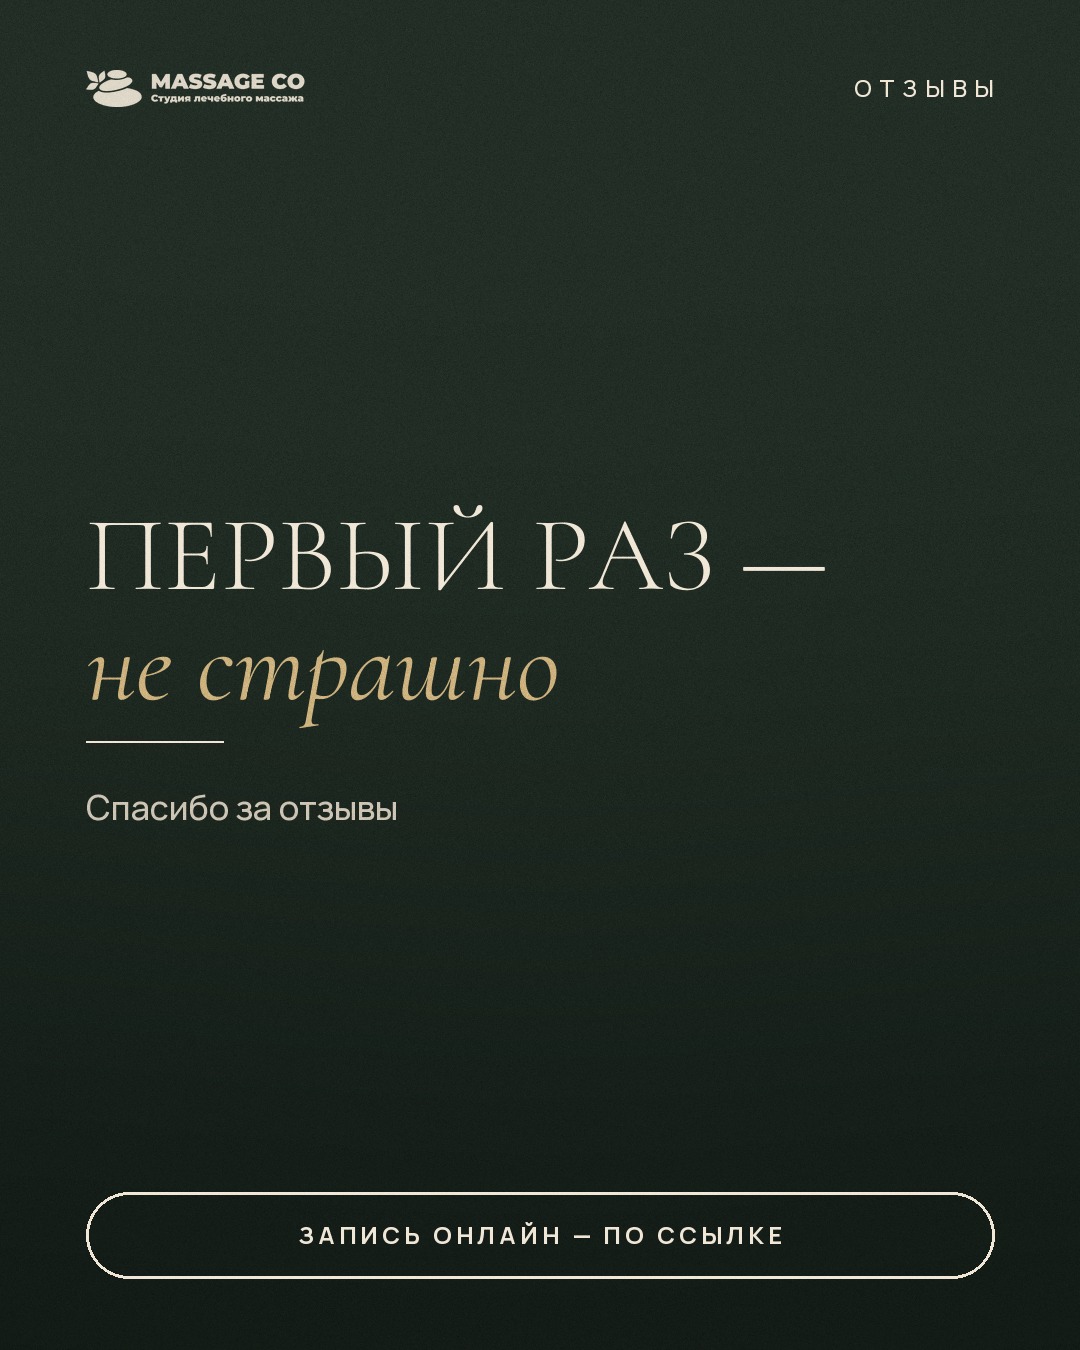 MASSAGE CO
Студия лечебного массажа
ОТЗЫВЫ
ПЕРВЫЙ РАЗ —
не страшно
Спасибо за отзывы
ЗАПИСЬ ОНЛАЙН — ПО ССЫЛКЕ